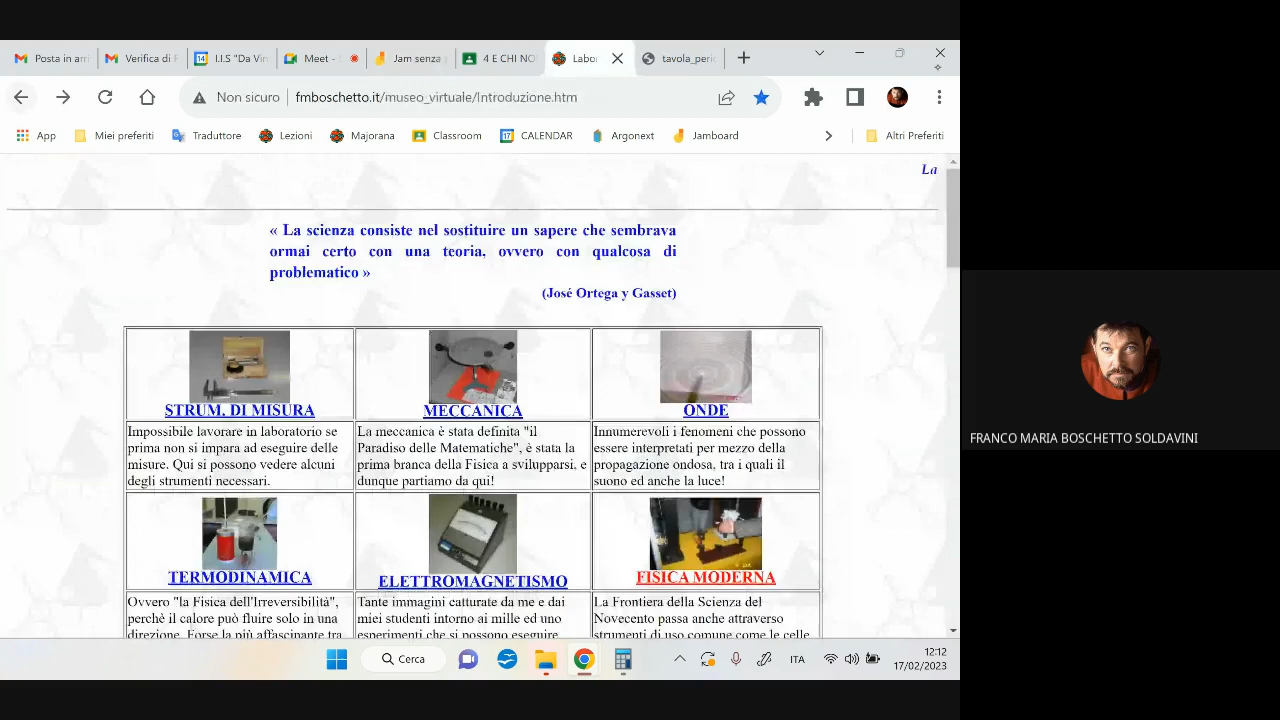 Posta in arri
Verifica di F
I.I.S "Da Vin
Meet -
Jam senza
4 E CHI NO
Labo
tavola_peri
Non sicuro
fmboschetto.it/museo_virtuale/Introduzione.htm
App
Miei preferiti
Traduttore
Lezioni
Majorana
Classroom
CALENDAR
Argonext
Jamboard
Altri Preferiti
La
« La scienza consiste nel sostituire un sapere che sembrava
ormai certo con una teoria, ovvero con qualcosa di
problematico »
(José Ortega y Gasset)
STRUM. DI MISURA
MECCANICA
ONDE
Impossibile lavorare in laboratorio se
prima non si impara ad eseguire delle
misure. Qui si possono vedere alcuni
degli strumenti necessari.
La meccanica è stata definita "il
Paradiso delle Matematiche", è stata la
prima branca della Fisica a svilupparsi, e
dunque partiamo da qui!
Innumerevoli i fenomeni che possono
essere interpretati per mezzo della
propagazione ondosa, tra i quali il
suono ed anche la luce!
TERMODINAMICA
ELETTROMAGNETISMO
FISICA MODERNA
Ovvero "la Fisica dell'Irreversibilità",
perchè il calore può fluire solo in una
direzione. Forse la più affascinante tra
Tante immagini catturate da me e dai
miei studenti intorno ai mille ed uno
esperimenti che si possono eseguire
La Frontiera della Scienza del
Novecento passa anche attraverso
strumenti di uso comune come le celle
FRANCO MARIA BOSCHETTO SOLDAVINI
Cerca
ITA
12:12
17/02/2023